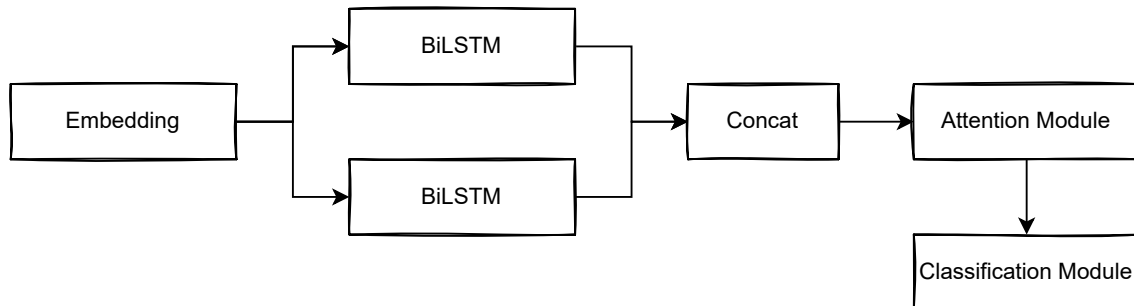 Embedding
BiLSTM
BiLSTM
Concat
Attention Module
Classification Module